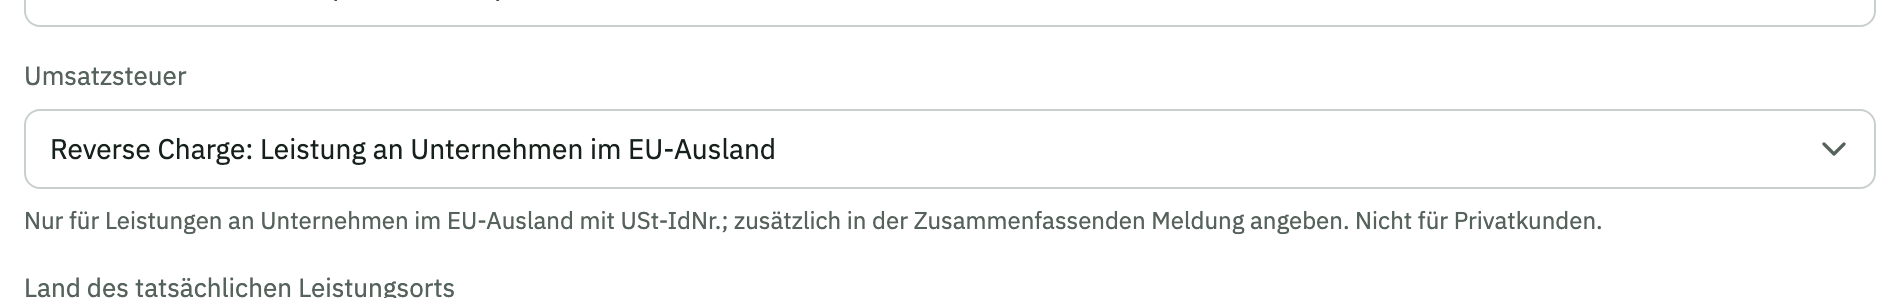 Umsatzsteuer
Reverse Charge: Leistung an Unternehmen im EU-Ausland
Nur für Leistungen an Unternehmen im EU-Ausland mit USt-IdNr.; zusätzlich in der Zusammenfassenden Meldung angeben. Nicht für Privatkunden.
Land des tatsächlichen Leistungsorts